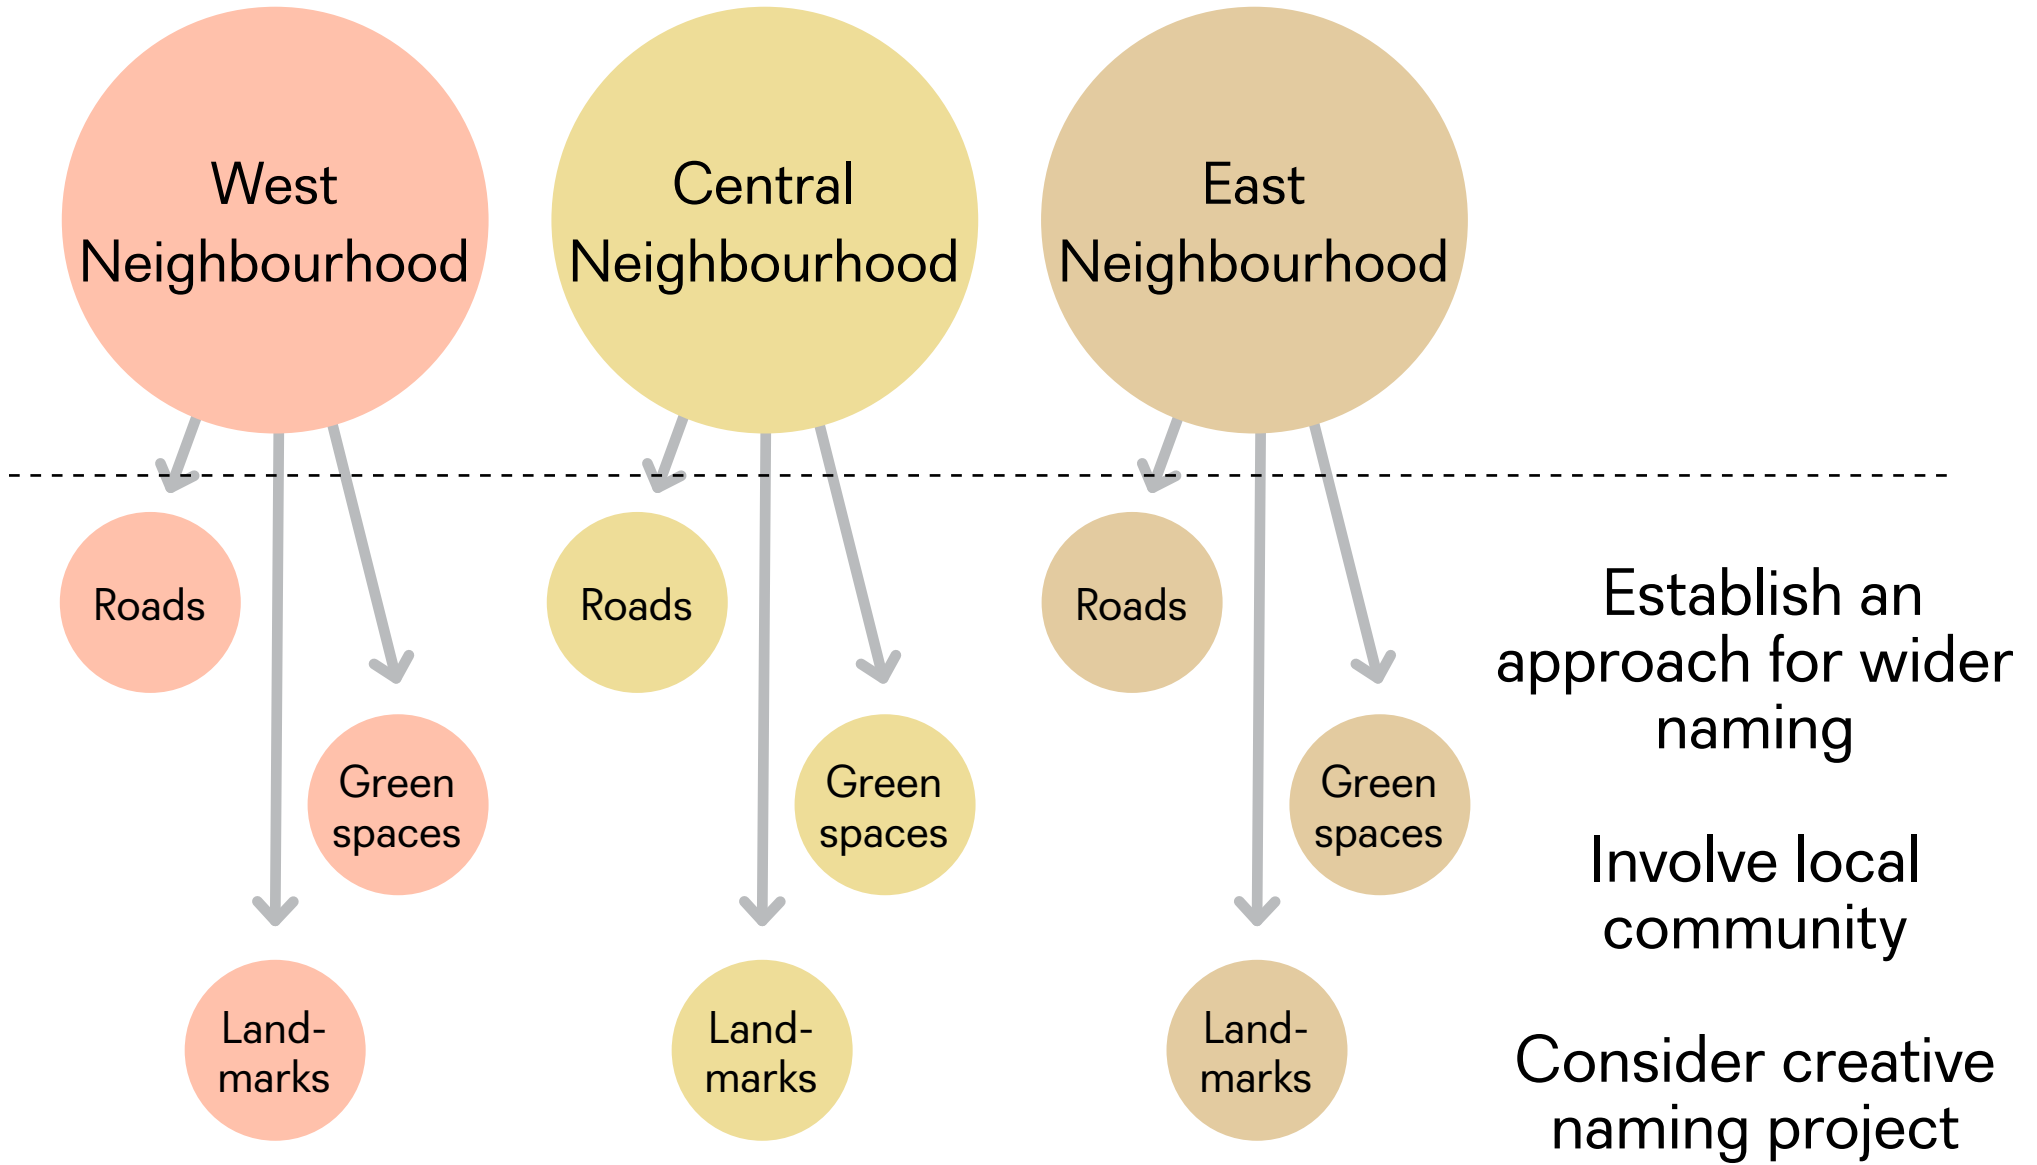 West
Neighbourhood
Central
Neighbourhood
East
Neighbourhood
Roads
Green
spaces
Land-
marks
Roads
Green
spaces
Land-
marks
Roads
Green
spaces
Land-
marks
Establish an
approach for wider
naming
Involve local
community
Consider creative
naming project